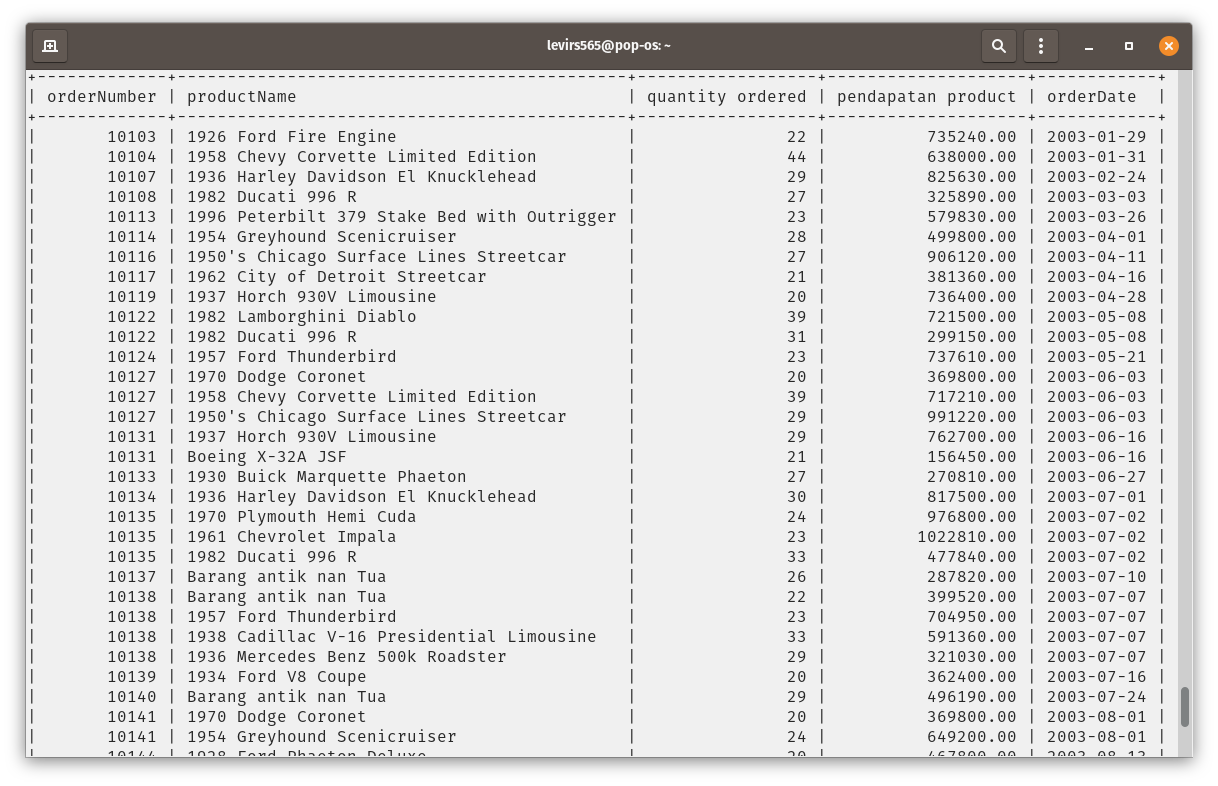 levirs565@pop-os: ~
+-------------+---------------------------------------------+------------------+--------------------+------------+
| orderNumber | productName                                 | quantity ordered | pendapatan product | orderDate  |
+-------------+---------------------------------------------+------------------+--------------------+------------+
|       10103 | 1926 Ford Fire Engine                       |               22 |          735240.00 | 2003-01-29 |
|       10104 | 1958 Chevy Corvette Limited Edition         |               44 |          638000.00 | 2003-01-31 |
|       10107 | 1936 Harley Davidson El Knucklehead         |               29 |          825630.00 | 2003-02-24 |
|       10108 | 1982 Ducati 996 R                           |               27 |          325890.00 | 2003-03-03 |
|       10113 | 1996 Peterbilt 379 Stake Bed with Outrigger |               23 |          579830.00 | 2003-03-26 |
|       10114 | 1954 Greyhound Scenicruiser                 |               28 |          499800.00 | 2003-04-01 |
|       10116 | 1950's Chicago Surface Lines Streetcar      |               27 |          906120.00 | 2003-04-11 |
|       10117 | 1962 City of Detroit Streetcar              |               21 |          381360.00 | 2003-04-16 |
|       10119 | 1937 Horch 930V Limousine                   |               20 |          736400.00 | 2003-04-28 |
|       10122 | 1982 Lamborghini Diablo                     |               39 |          721500.00 | 2003-05-08 |
|       10122 | 1982 Ducati 996 R                           |               31 |          299150.00 | 2003-05-08 |
|       10124 | 1957 Ford Thunderbird                       |               23 |          737610.00 | 2003-05-21 |
|       10127 | 1970 Dodge Coronet                          |               20 |          369800.00 | 2003-06-03 |
|       10127 | 1958 Chevy Corvette Limited Edition         |               39 |          717210.00 | 2003-06-03 |
|       10127 | 1950's Chicago Surface Lines Streetcar      |               29 |          991220.00 | 2003-06-03 |
|       10131 | 1937 Horch 930V Limousine                   |               29 |          762700.00 | 2003-06-16 |
|       10131 | Boeing X-32A JSF                            |               21 |          156450.00 | 2003-06-16 |
|       10133 | 1930 Buick Marquette Phaeton                |               27 |          270810.00 | 2003-06-27 |
|       10134 | 1936 Harley Davidson El Knucklehead         |               30 |          817500.00 | 2003-07-01 |
|       10135 | 1970 Plymouth Hemi Cuda                     |               24 |          976800.00 | 2003-07-02 |
|       10135 | 1961 Chevrolet Impala                       |               23 |         1022810.00 | 2003-07-02 |
|       10135 | 1982 Ducati 996 R                           |               33 |          477840.00 | 2003-07-02 |
|       10137 | Barang antik nan Tua                        |               26 |          287820.00 | 2003-07-10 |
|       10138 | Barang antik nan Tua                        |               22 |          399520.00 | 2003-07-07 |
|       10138 | 1957 Ford Thunderbird                       |               23 |          704950.00 | 2003-07-07 |
|       10138 | 1938 Cadillac V-16 Presidential Limousine   |               33 |          591360.00 | 2003-07-07 |
|       10138 | 1936 Mercedes Benz 500k Roadster            |               29 |          321030.00 | 2003-07-07 |
|       10139 | 1934 Ford V8 Coupe                          |               20 |          362400.00 | 2003-07-16 |
|       10140 | Barang antik nan Tua                        |               29 |          496190.00 | 2003-07-24 |
|       10141 | 1970 Dodge Coronet                          |               20 |          369800.00 | 2003-08-01 |
|       10141 | 1954 Greyhound Scenicruiser                 |               24 |          649200.00 | 2003-08-01 |